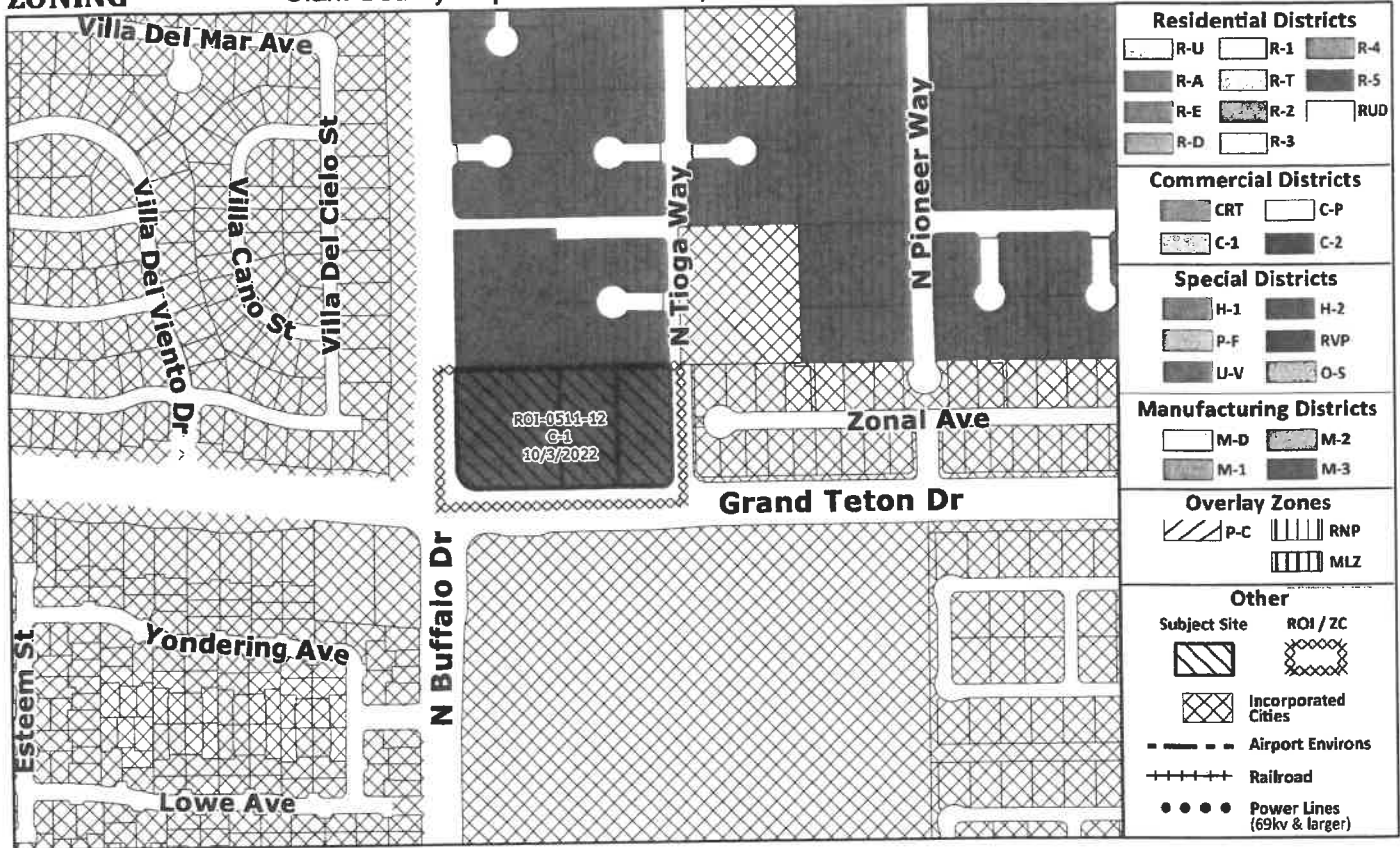 ZONING
Villa Del Mar Ave
Villa Del Viento Dr
Villa Cano St
Villa Del Cielo St
N Tioga Way
N Pioneer Way
ROI-0511-12
C-1
10/3/2022
Zonal Ave
Grand Teton Dr
N Buffalo Dr
Yondering Ave
Esteem St
Lowe Ave
Residential Districts
R-U R-1 R-4
R-A R-T R-5
R-E R-2 RUD
R-D R-3
Commercial Districts
CRT C-P
C-1 C-2
Special Districts
H-1 H-2
P-F RVP
U-V O-S
Manufacturing Districts
M-D M-2
M-1 M-3
Overlay Zones
P-C RNP
MLZ
Other
Subject Site ROI / ZC
Incorporated
Cities
Airport Environs
Railroad
Power Lines
(69kv & larger)